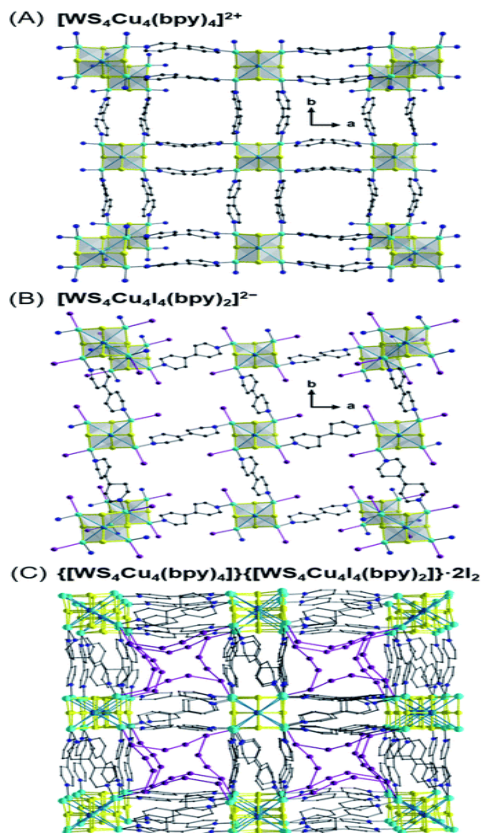 (A) [WS₄Cu₄(bpy)₄]²⁺
b
a
(B) [WS₄Cu₄I₄(bpy)₂]²⁻
b
a
(C) {[WS₄Cu₄(bpy)₄]}{[WS₄Cu₄I₄(bpy)₂]}·2I₂